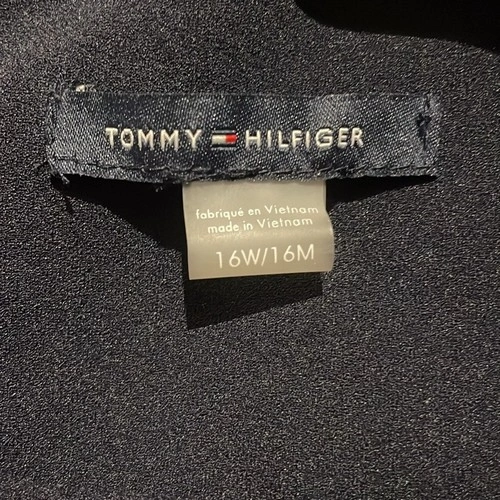 TOMMY HILFIGER
fabriqué en Vietnam
made in Vietnam
16W/16M